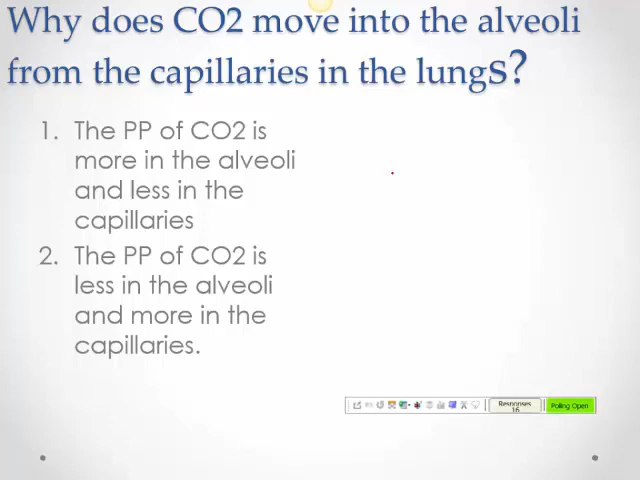 Why does CO2 move into the alveoli
from the capillaries in the lungs?
1. The PP of CO2 is
more in the alveoli
and less in the
capillaries
2. The PP of CO2 is
less in the alveoli
and more in the
capillaries.
Responses
16
Polling Open